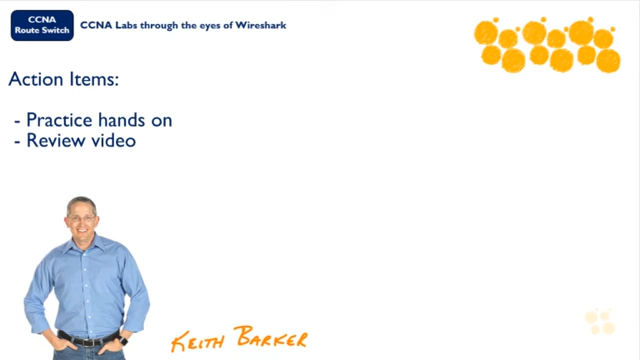 CCNA
Route Switch
CCNA Labs through the eyes of Wireshark
Action Items:
- Practice hands on
- Review video
KEITH BARKER